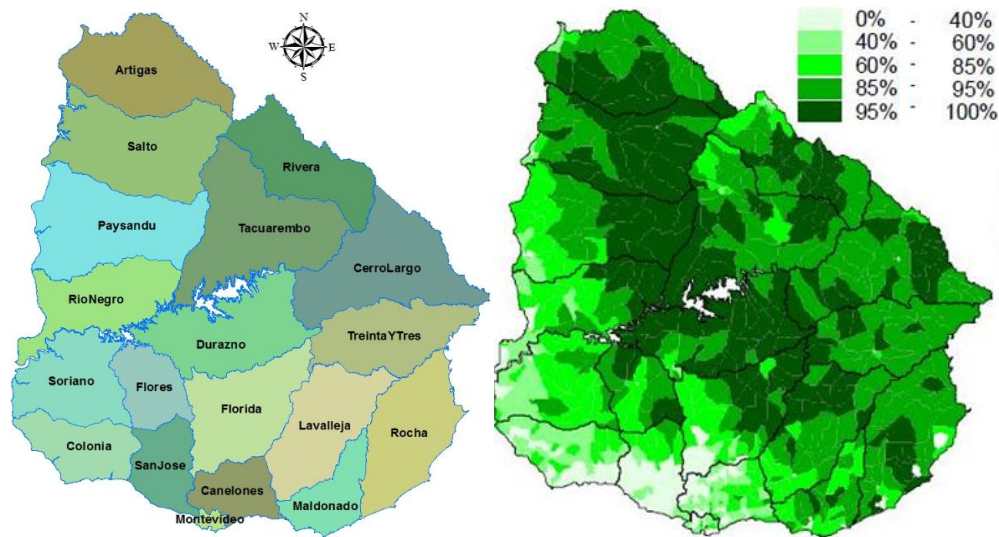 N
W E
S
Artigas
Salto
Rivera
Paysandu
Tacuarembo
CerroLargo
RioNegro
TreintaYTres
Durazno
Soriano
Flores
Florida
Lavalleja
Rocha
Colonia
SanJose
Canelones
Maldonado
Montevideo
0% - 40%
40% - 60%
60% - 85%
85% - 95%
95% - 100%